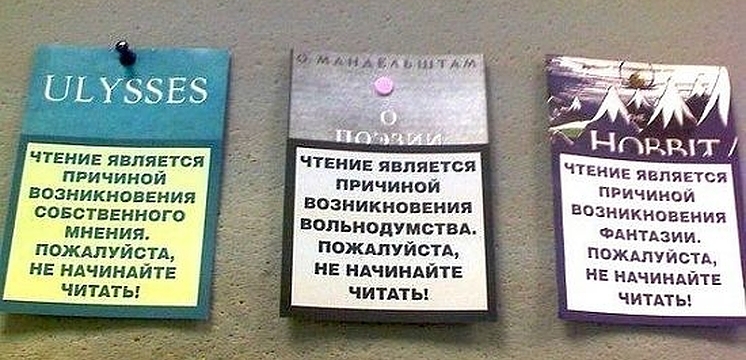 ULYSSES
ЧТЕНИЕ ЯВЛЯЕТСЯ
ПРИЧИНОЙ
ВОЗНИКНОВЕНИЯ
СОБСТВЕННОГО
МНЕНИЯ.
ПОЖАЛУЙСТА,
НЕ НАЧИНАЙТЕ
ЧИТАТЬ!
О МАНДЕЛЬШТАМ
О
ПОЭЗИИ
ЧТЕНИЕ ЯВЛЯЕТСЯ
ПРИЧИНОЙ
ВОЗНИКНОВЕНИЯ
ВОЛЬНОДУМСТВА.
ПОЖАЛУЙСТА,
НЕ НАЧИНАЙТЕ
ЧИТАТЬ!
HOBBIT
ЧТЕНИЕ ЯВЛЯЕТСЯ
ПРИЧИНОЙ
ВОЗНИКНОВЕНИЯ
ФАНТАЗИИ.
ПОЖАЛУЙСТА,
НЕ НАЧИНАЙТЕ
ЧИТАТЬ!